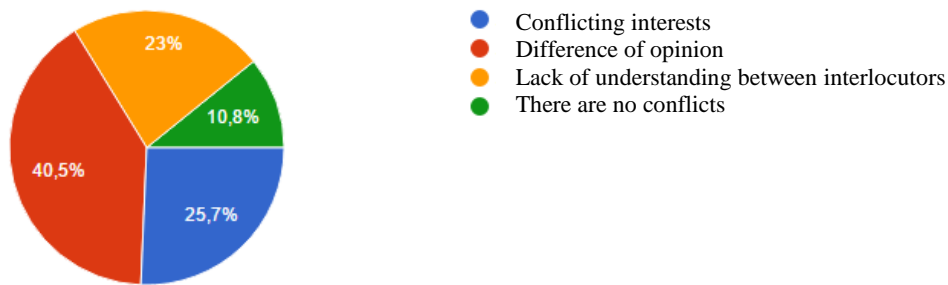 23%
10,8%
40,5%
25,7%
Conflicting interests
Difference of opinion
Lack of understanding between interlocutors
There are no conflicts